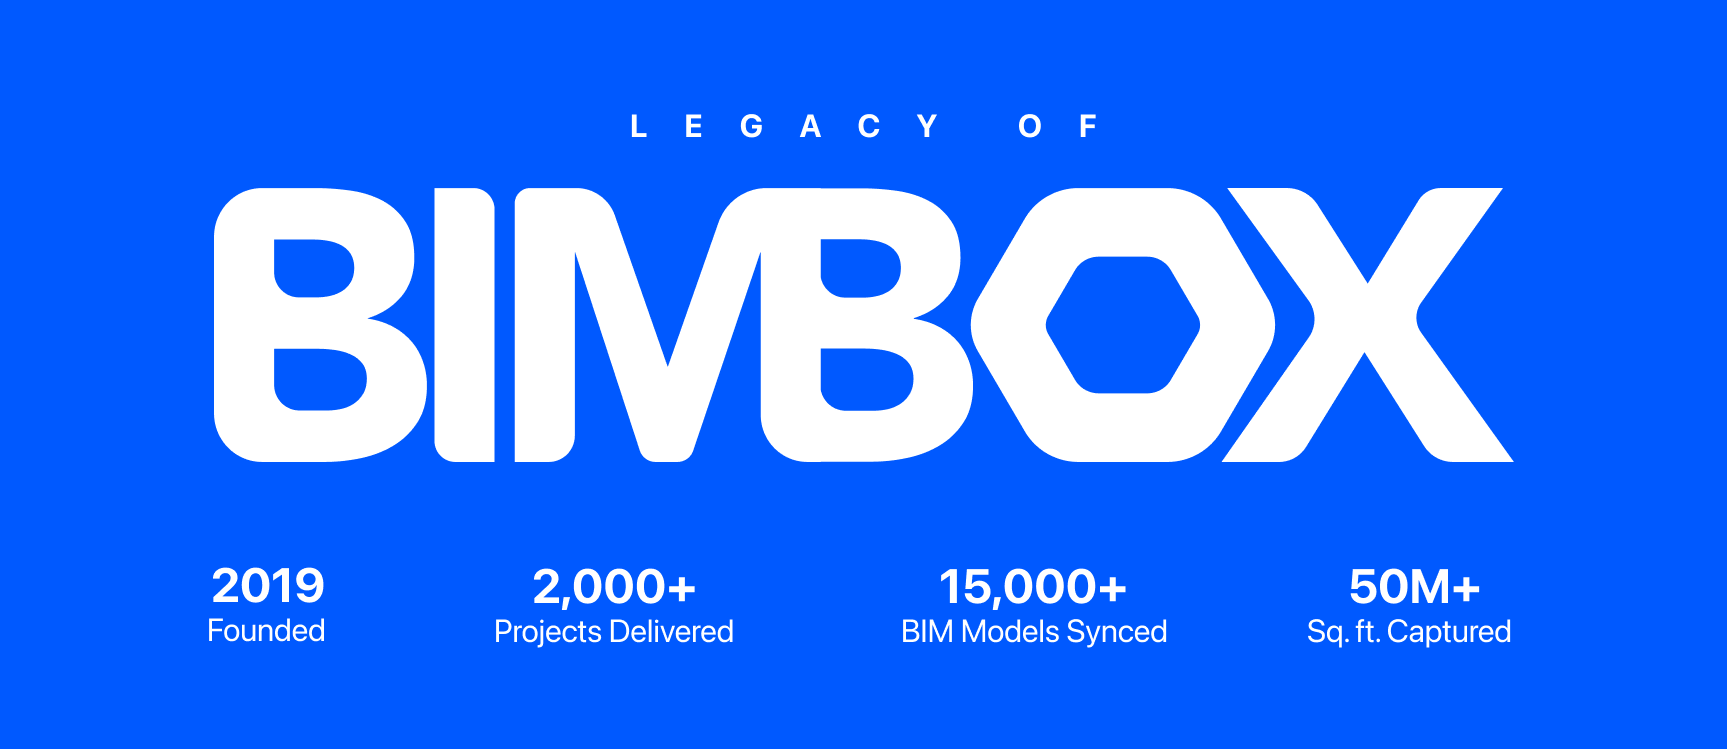 LEGACY OF
BIMBOX
2019 2,000+ 15,000+ 50M+
Founded Projects Delivered BIM Models Synced Sq. ft. Captured